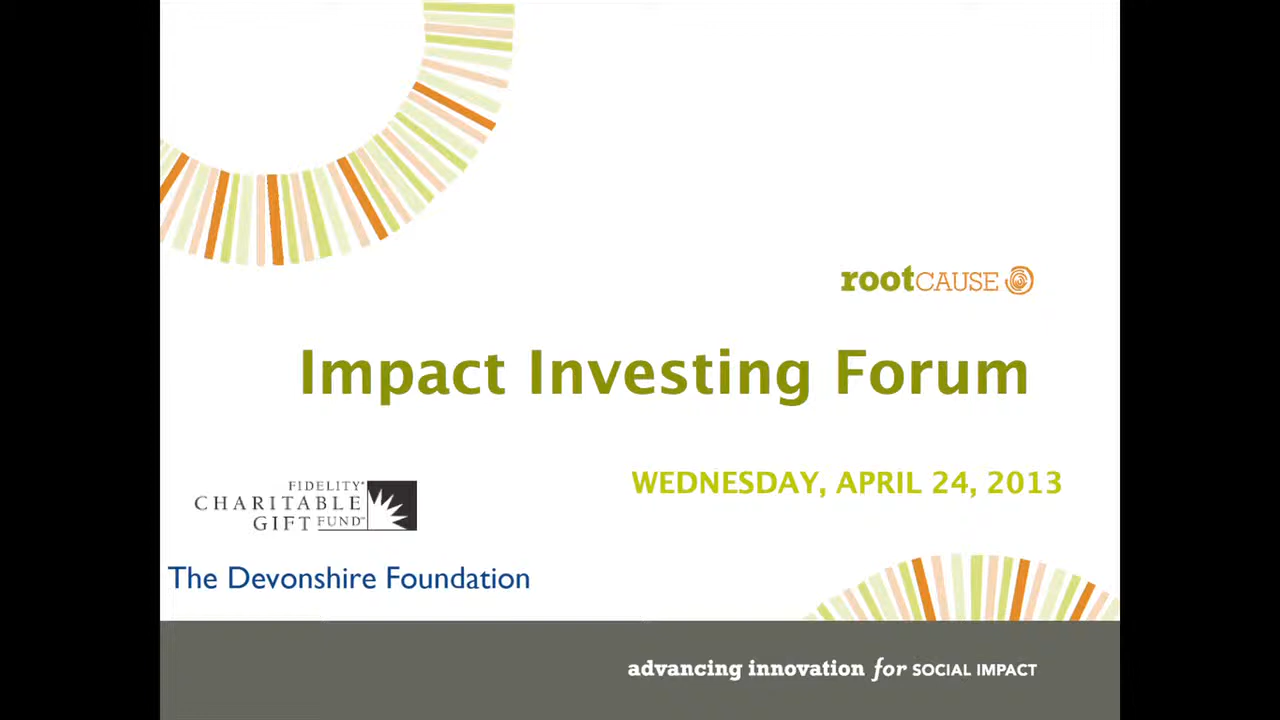 rootCAUSE
Impact Investing Forum
WEDNESDAY, APRIL 24, 2013
FIDELITY®
CHARITABLE
GIFT FUND™
The Devonshire Foundation
advancing innovation for SOCIAL IMPACT